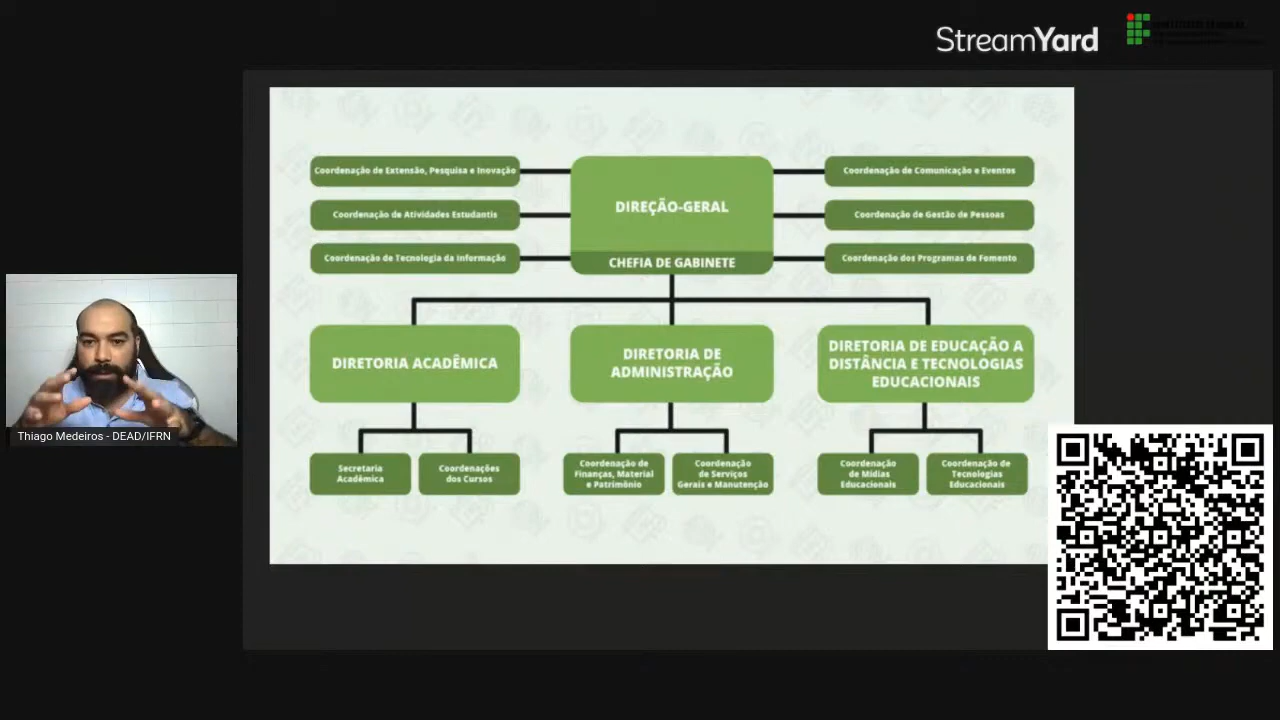 StreamYard
Coordenação de Extensão, Pesquisa e Inovação
Coordenação de Atividades Estudantis
Coordenação de Tecnologia da Informação
DIREÇÃO-GERAL
CHEFIA DE GABINETE
Coordenação de Comunicação e Eventos
Coordenação de Gestão de Pessoas
Coordenação dos Programas de Fomento
DIRETORIA ACADÊMICA
DIRETORIA DE
ADMINISTRAÇÃO
DIRETORIA DE EDUCAÇÃO A
DISTÂNCIA E TECNOLOGIAS
EDUCACIONAIS
Secretaria
Acadêmica
Coordenações
dos Cursos
Coordenação de
Finanças, Material
e Patrimônio
Coordenação
de Serviços
Gerais e Manutenção
Coordenação
de Mídias
Educacionais
Coordenação de
Tecnologias
Educacionais
Thiago Medeiros - DEAD/IFRN